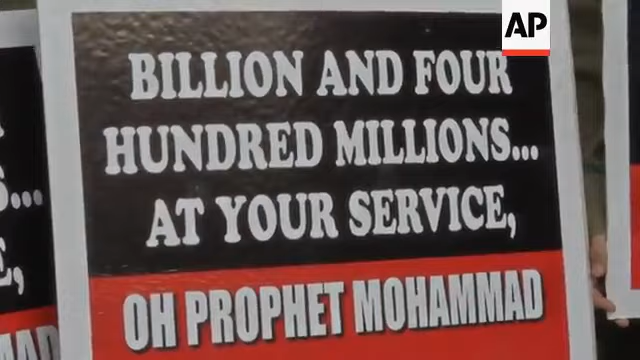 AP
BILLION AND FOUR
HUNDRED MILLIONS...
AT YOUR SERVICE,
OH PROPHET MOHAMMAD